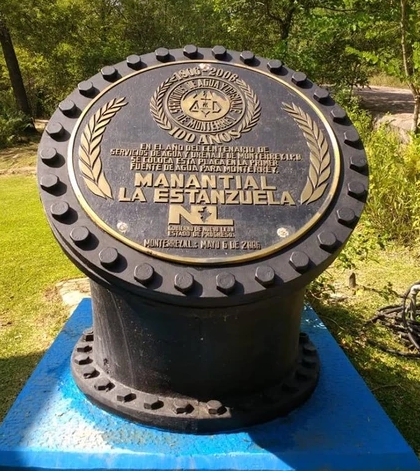 1906-2006
SERVICIOS DE AGUA Y DRENAJE
DE MONTERREY
100 AÑOS
EN EL AÑO DEL CENTENARIO DE
SERVICIOS DE AGUA Y DRENAJE DE MONTERREY, I.P.D.
SE COLOCA ESTA PLACA EN LA PRIMER
FUENTE DE AGUA PARA MONTERREY.
MANANTIAL
LA ESTANZUELA
NL
GOBIERNO DE NUEVO LEÓN
ESTADO DE PROGRESO
MONTERREY, N.L.; MAYO 5 DE 2006